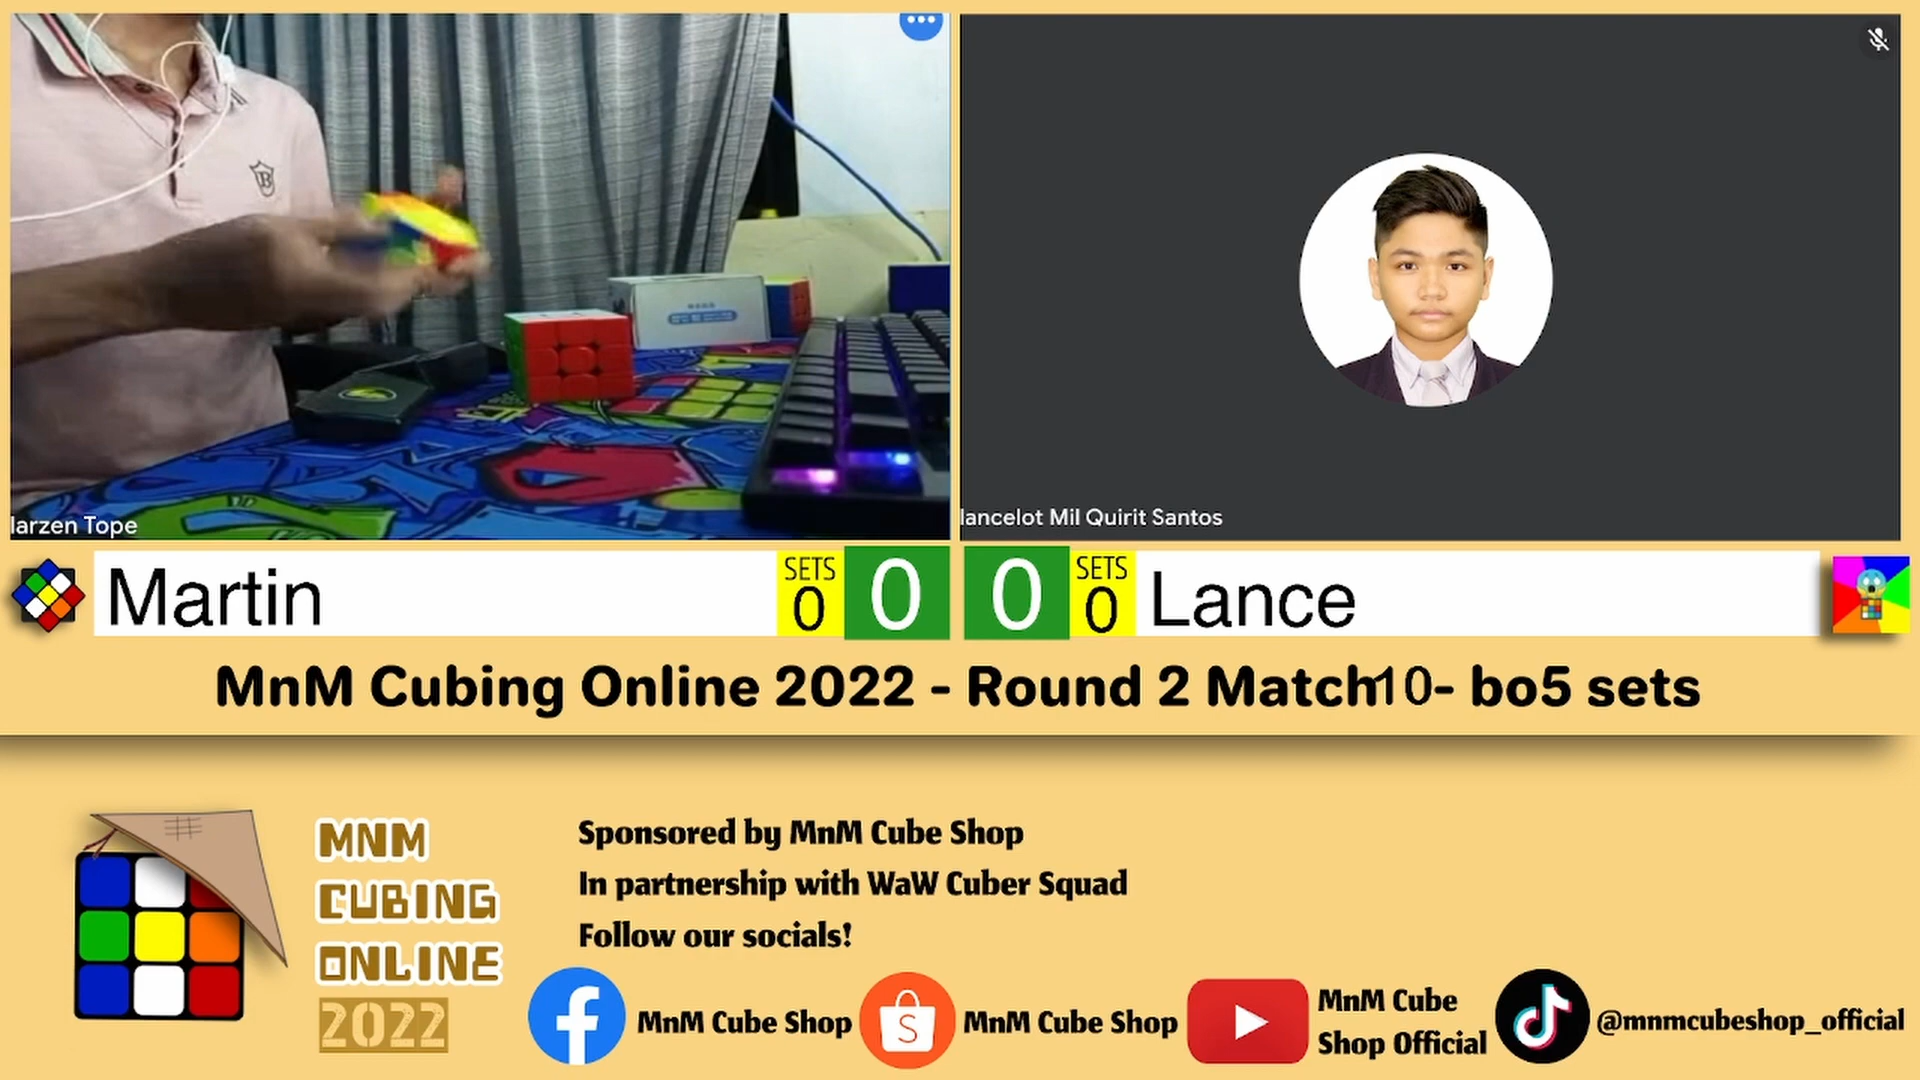 larzen Tope
lancelot Mil Quirit Santos
Martin
SETS
0
0
0
SETS
0
Lance
MnM Cubing Online 2022 - Round 2 Match10- bo5 sets
MNM
CUBING
ONLINE
2022
Sponsored by MnM Cube Shop
In partnership with WaW Cuber Squad
Follow our socials!
MnM Cube Shop
MnM Cube Shop
MnM Cube
Shop Official
@mnmcubeshop_official